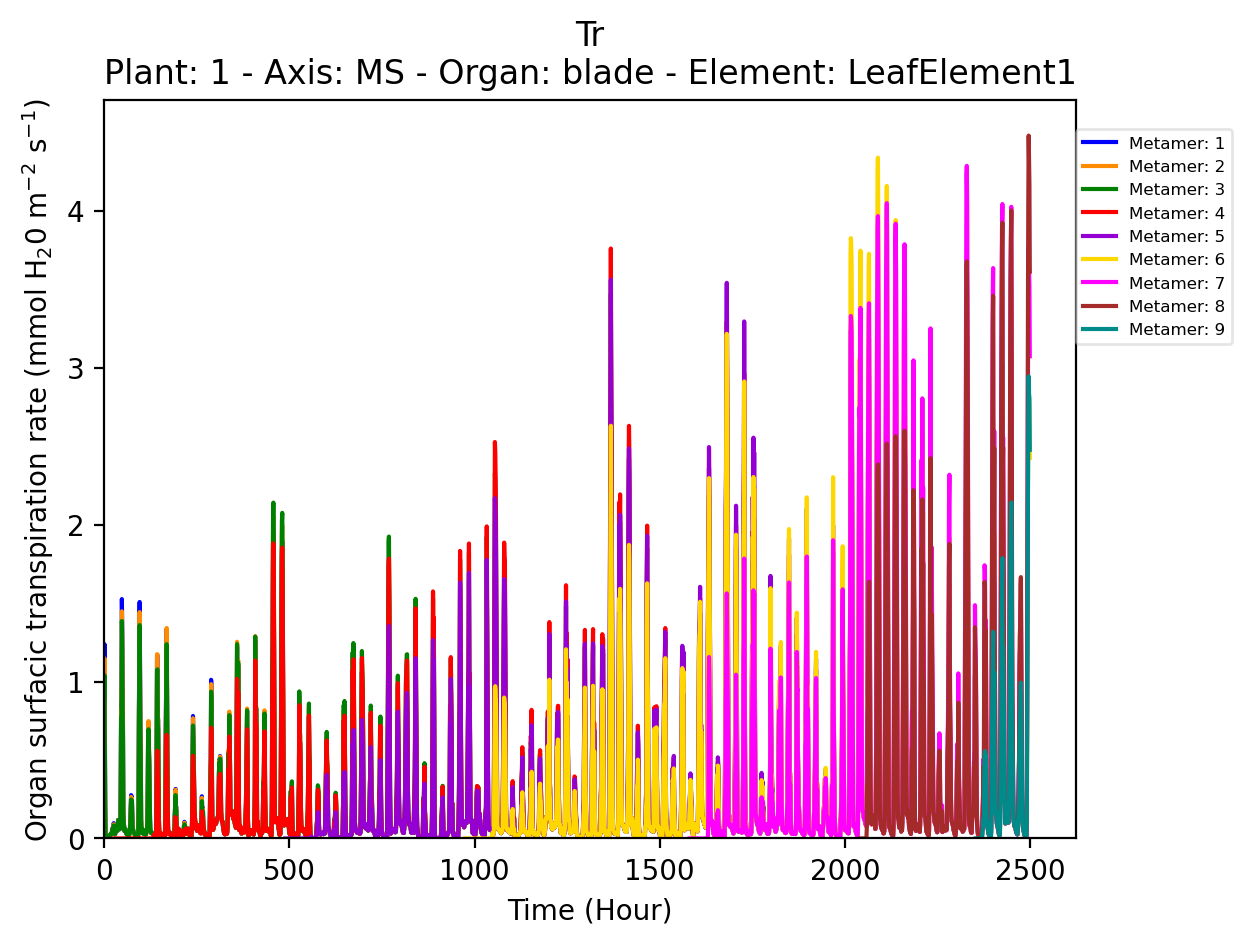 Tr
Plant: 1 - Axis: MS - Organ: blade - Element: LeafElement1
Organ surfacic transpiration rate (mmol H₂0 m⁻² s⁻¹)
4
3
2
1
0
0 500 1000 1500 2000 2500
Time (Hour)
Metamer: 1
Metamer: 2
Metamer: 3
Metamer: 4
Metamer: 5
Metamer: 6
Metamer: 7
Metamer: 8
Metamer: 9